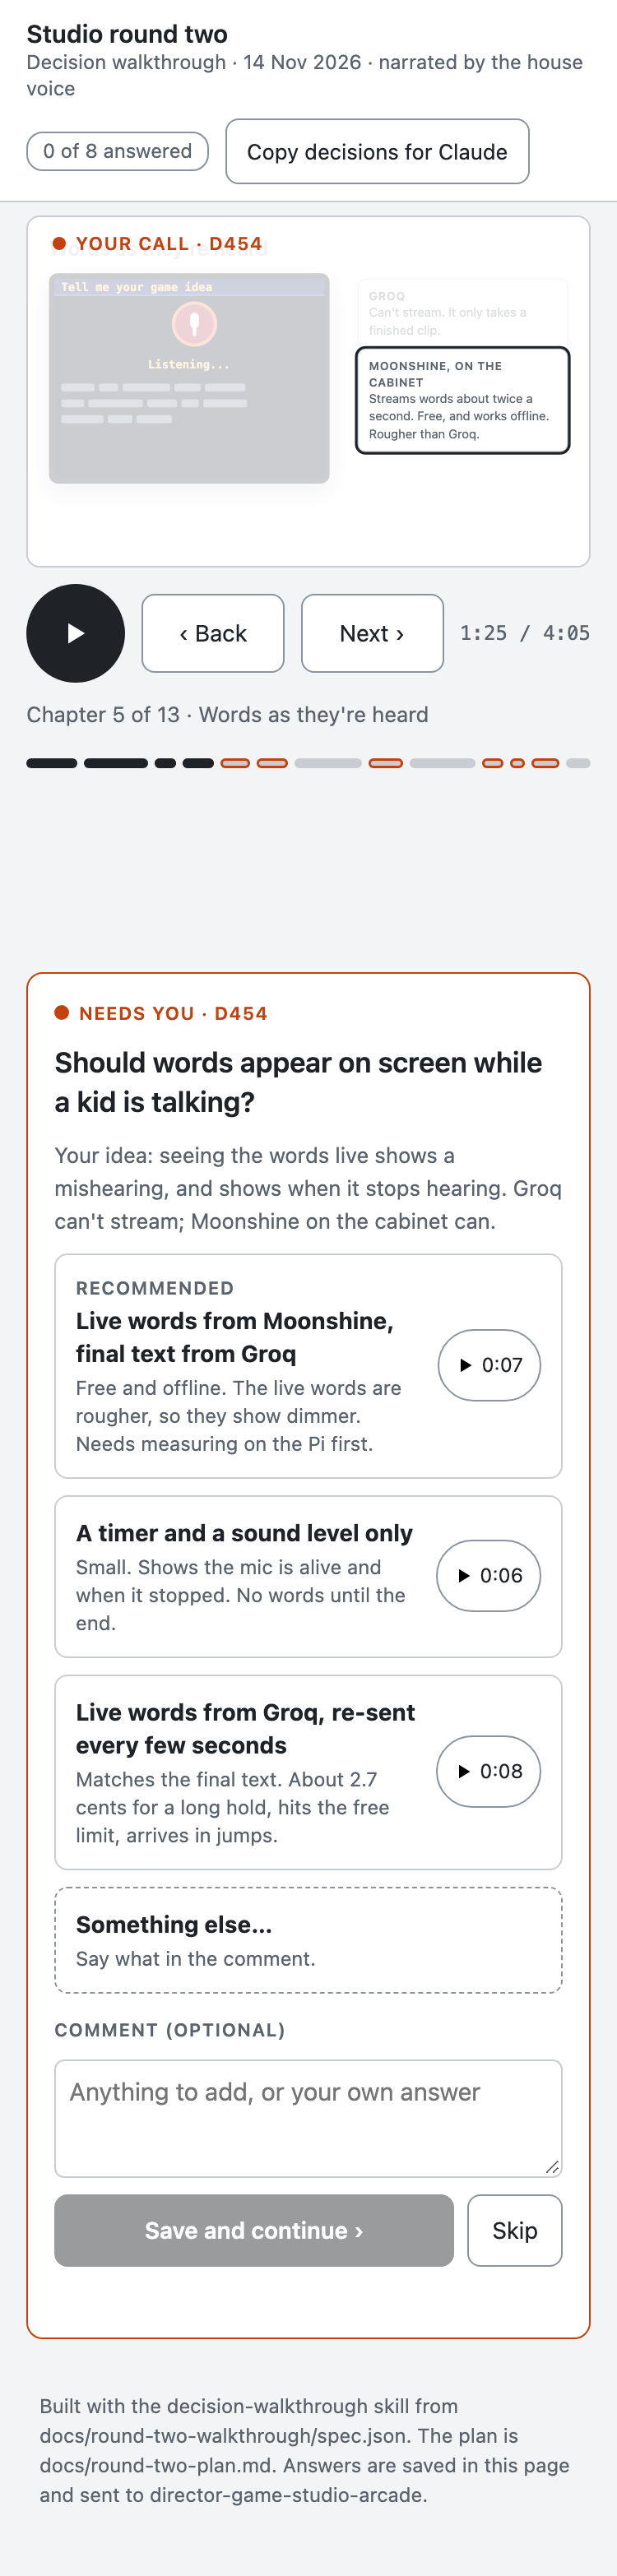 Studio round two
Decision walkthrough · 14 Nov 2026 · narrated by the house
voice
0 of 8 answered
Copy decisions for Claude
YOUR CALL · D454
Tell me your game idea
Listening...
GROQ
Can't stream. It only takes a
finished clip.
MOONSHINE, ON THE
CABINET
Streams words about twice a
second. Free, and works offline.
Rougher than Groq.
‹ Back
Next ›
1:25 / 4:05
Chapter 5 of 13 · Words as they're heard
NEEDS YOU · D454
Should words appear on screen while
a kid is talking?
Your idea: seeing the words live shows a
mishearing, and shows when it stops hearing. Groq
can't stream; Moonshine on the cabinet can.
RECOMMENDED
Live words from Moonshine,
final text from Groq
Free and offline. The live words are
rougher, so they show dimmer.
Needs measuring on the Pi first.
0:07
A timer and a sound level only
Small. Shows the mic is alive and
when it stopped. No words until the
end.
0:06
Live words from Groq, re-sent
every few seconds
Matches the final text. About 2.7
cents for a long hold, hits the free
limit, arrives in jumps.
0:08
Something else...
Say what in the comment.
COMMENT (OPTIONAL)
Anything to add, or your own answer
Save and continue ›
Skip
Built with the decision-walkthrough skill from
docs/round-two-walkthrough/spec.json. The plan is
docs/round-two-plan.md. Answers are saved in this page
and sent to director-game-studio-arcade.